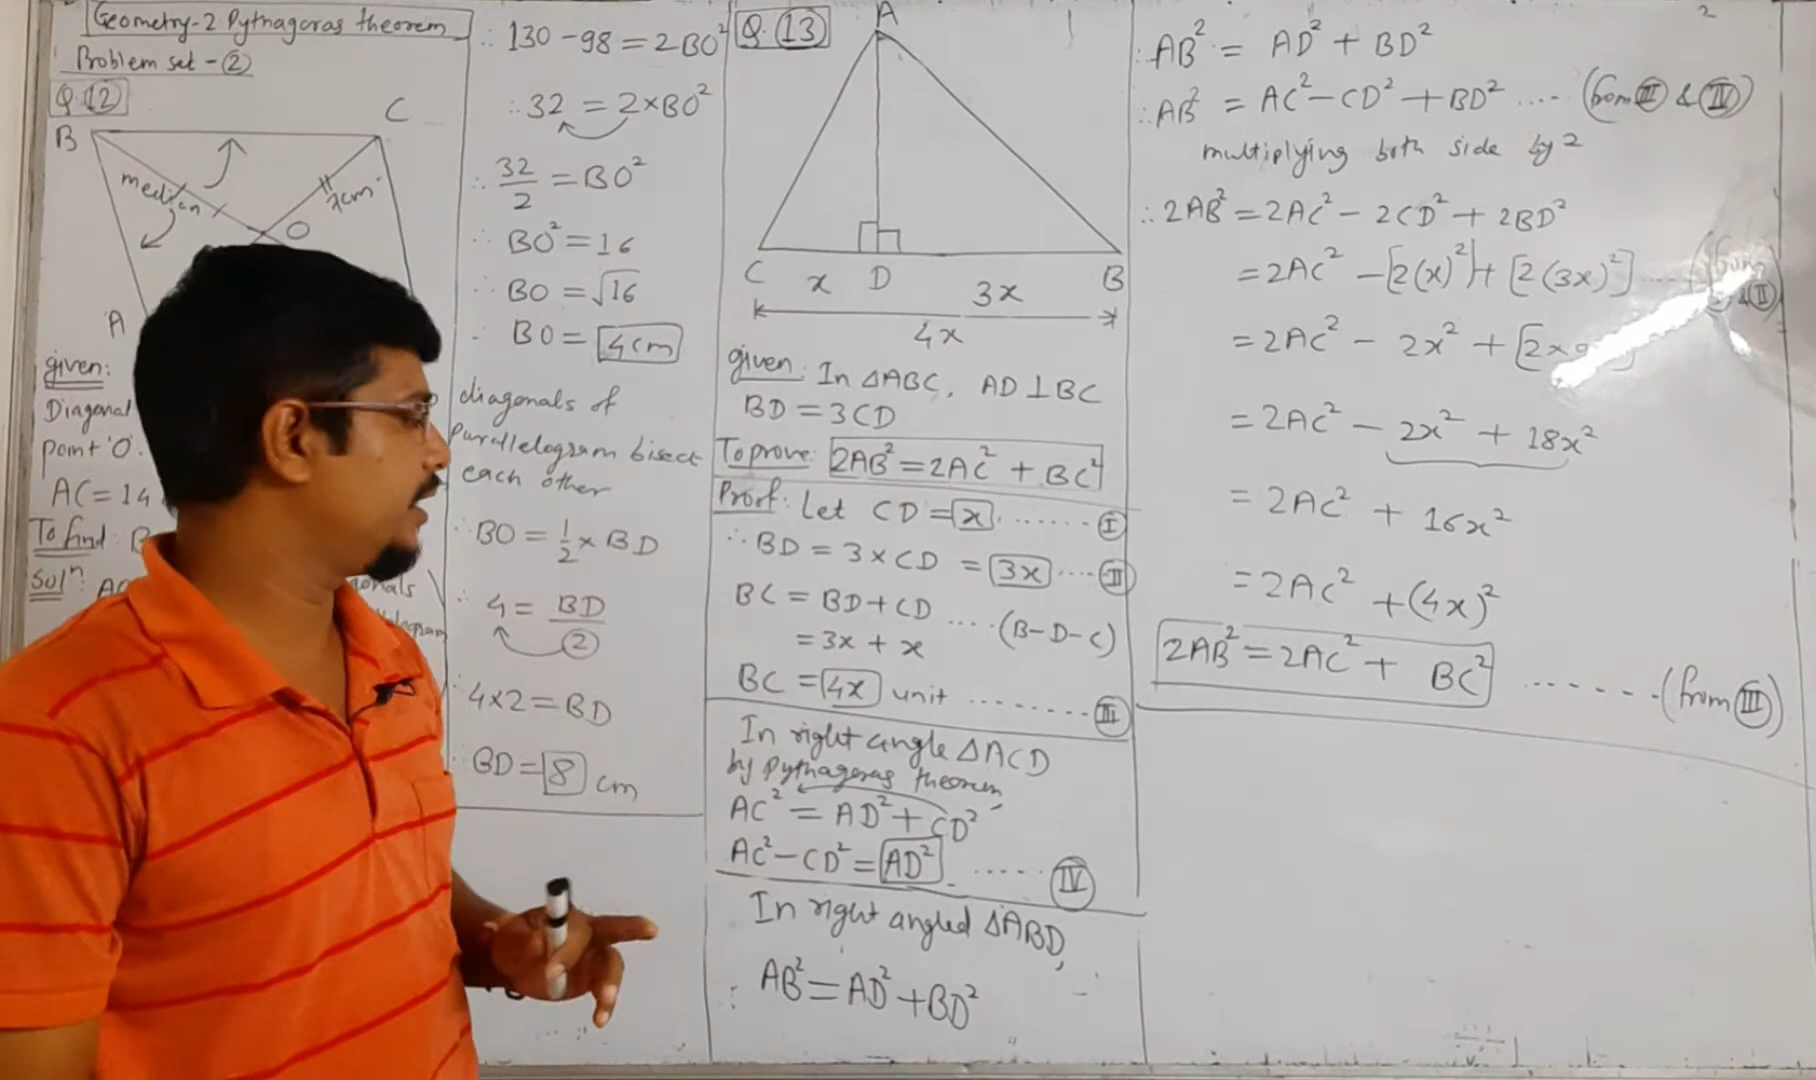 Geometry-2 Pythagoras theorem
Problem set - ②
Q. 12)
B
C
median
7cm
O
A
given:
Diagonal
point 'O'.
AC = 14
To find: B
Solⁿ:
∴ 130 - 98 = 2BO²
∴ 32 = 2×BO²
∴ 32/2 = BO²
∴ BO² = 16
∴ BO = √16
∴ BO = 4cm
diagonals of
parallelogram bisect
each other
∴ BO = 1/2 × BD
∴ 4 = BD/2
∴ 4×2 = BD
∴ BD = 8 cm
Q. (13)
A
C x D 3x B
4x
given: In △ABC, AD ⊥ BC
BD = 3CD
To prove: 2AB² = 2AC² + BC²
Proof: Let CD = x ....... Ⅰ
∴ BD = 3 × CD = 3x .... Ⅱ
BC = BD + CD .... (B-D-C)
= 3x + x
BC = 4x unit ........ Ⅲ
In right angle △ACD
by pythagoras theorem,
AC² = AD² + CD²
AC² - CD² = AD² ..... Ⅳ
In right angled △ABD,
∴ AB² = AD² + BD²
∴ AB² = AD² + BD²
∴ AB² = AC² - CD² + BD² .... (from Ⅲ & Ⅳ)
multiplying both side by 2
∴ 2AB² = 2AC² - 2CD² + 2BD²
= 2AC² - [2(x)²] + [2(3x)²] ....
= 2AC² - 2x² + [2×9
= 2AC² - 2x² + 18x²
= 2AC² + 16x²
= 2AC² + (4x)²
2AB² = 2AC² + BC² ....... (from Ⅲ)